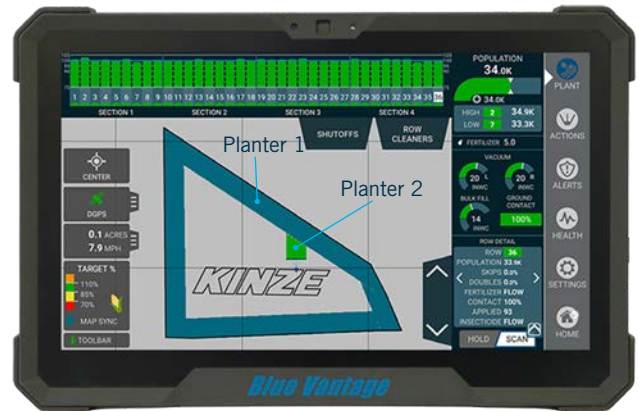 POPULATION
34.0K
1 2 3 4 5 6 7 8 9 10 11 12 13 14 15 16 17 18 19 20 21 22 23 24 25 26 27 28 29 30 31 32 33 34 35 36
SECTION 1 SECTION 2 SECTION 3 SECTION 4
34.0K
HIGH 2 34.9K
LOW 7 33.3K
PLANT
SHUTOFFS
ROW CLEANERS
Planter 1
Planter 2
CENTER
DGPS
0.1 ACRES
7.9 MPH
TARGET %
110%
85%
70%
MAP SYNC
TOOLBAR
KINZE
FERTILIZER 5.0
VACUUM
20 L INWC
20 R INWC
BULK FILL
14 INWC
GROUND CONTACT
100%
ROW DETAIL
ROW 36
POPULATION 33.9K
SKIPS 0.0%
DOUBLES 0.0%
FERTILIZER FLOW
CONTACT 100%
APPLIED 93
INSECTICIDE FLOW
HOLD SCAN
ACTIONS
ALERTS
HEALTH
SETTINGS
HOME
Blue Vantage